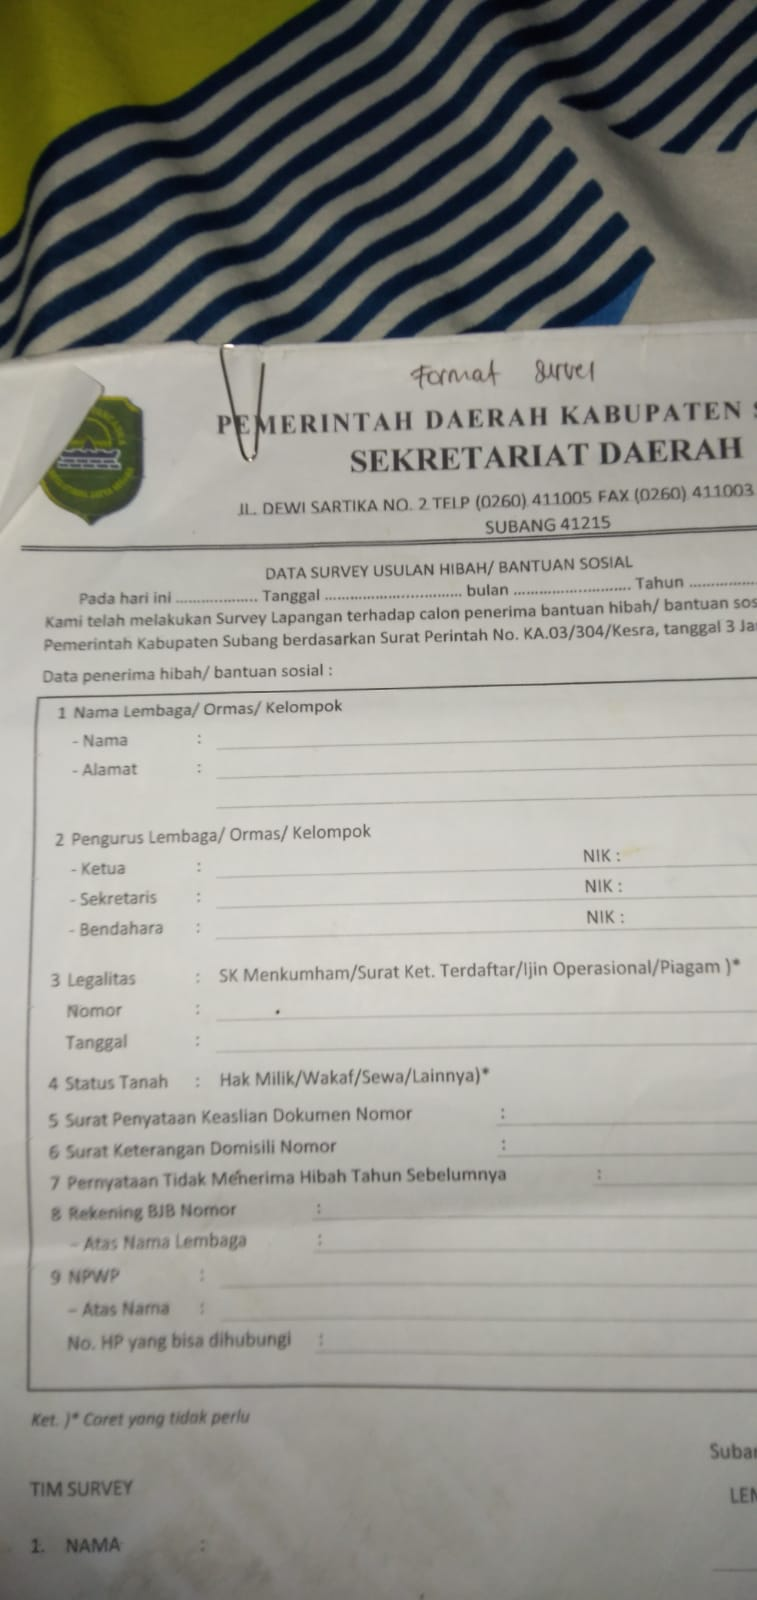 Format Survei
PEMERINTAH DAERAH KABUPATEN S
SEKRETARIAT DAERAH
JL. DEWI SARTIKA NO. 2 TELP (0260) 411005 FAX (0260) 411003
SUBANG 41215
DATA SURVEY USULAN HIBAH/ BANTUAN SOSIAL
Pada hari ini ................... Tanggal ................................ bulan ........................... Tahun ...............
Kami telah melakukan Survey Lapangan terhadap calon penerima bantuan hibah/ bantuan sos
Pemerintah Kabupaten Subang berdasarkan Surat Perintah No. KA.03/304/Kesra, tanggal 3 Ja
Data penerima hibah/ bantuan sosial :
1 Nama Lembaga/ Ormas/ Kelompok
- Nama :
- Alamat :
2 Pengurus Lembaga/ Ormas/ Kelompok
- Ketua : NIK :
- Sekretaris : NIK :
- Bendahara : NIK :
3 Legalitas : SK Menkumham/Surat Ket. Terdaftar/Ijin Operasional/Piagam )*
Nomor :
Tanggal :
4 Status Tanah : Hak Milik/Wakaf/Sewa/Lainnya)*
5 Surat Penyataan Keaslian Dokumen Nomor :
6 Surat Keterangan Domisili Nomor :
7 Pernyataan Tidak Menerima Hibah Tahun Sebelumnya :
8 Rekening BJB Nomor :
- Atas Nama Lembaga :
9 NPWP :
- Atas Nama :
No. HP yang bisa dihubungi :
Ket. )* Coret yang tidak perlu
Subar
TIM SURVEY
LEM
1. NAMA :